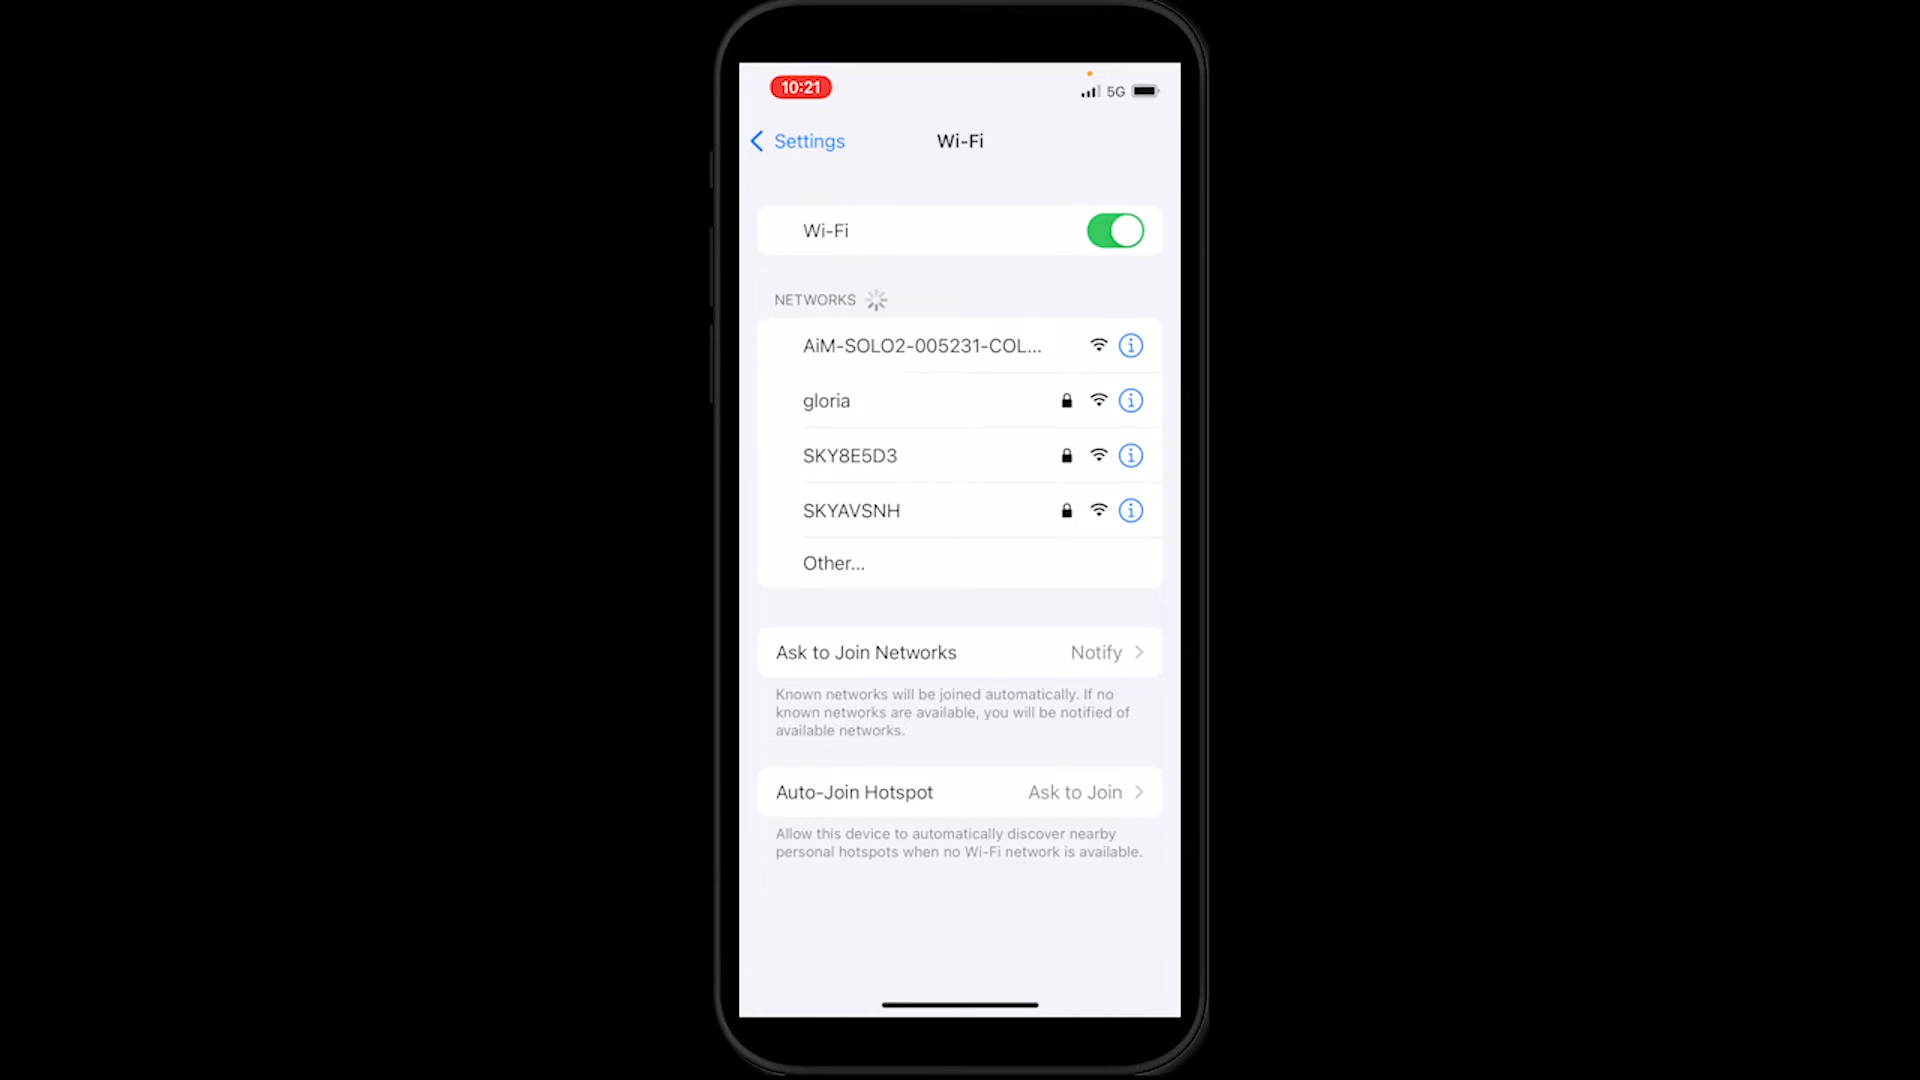 10:21
5G
Settings
Wi-Fi
Wi-Fi
NETWORKS
AiM-SOLO2-005231-COL...
gloria
SKY8E5D3
SKYAVSNH
Other...
Ask to Join Networks
Notify
Known networks will be joined automatically. If no
known networks are available, you will be notified of
available networks.
Auto-Join Hotspot
Ask to Join
Allow this device to automatically discover nearby
personal hotspots when no Wi-Fi network is available.